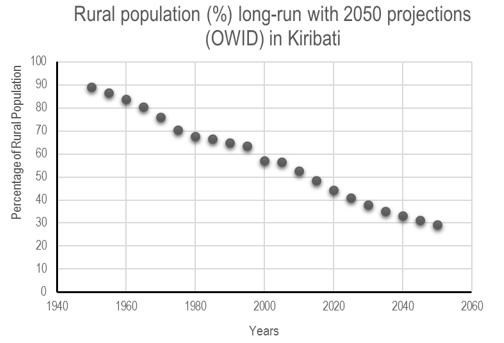 Rural population (%) long-run with 2050 projections
(OWID) in Kiribati
Percentage of Rural Population
100
90
80
70
60
50
40
30
20
10
0
1940 1960 1980 2000 2020 2040 2060
Years